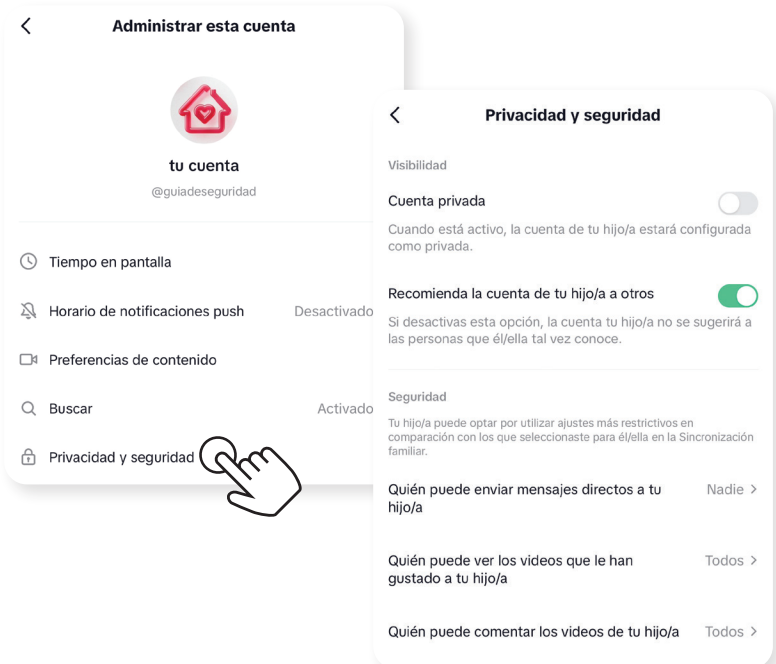 Administrar esta cuenta
tu cuenta
@guiadeseguridad
Tiempo en pantalla
Horario de notificaciones push Desactivado
Preferencias de contenido
Buscar Activado
Privacidad y seguridad
Privacidad y seguridad
Visibilidad
Cuenta privada
Cuando está activo, la cuenta de tu hijo/a estará configurada
como privada.
Recomienda la cuenta de tu hijo/a a otros
Si desactivas esta opción, la cuenta tu hijo/a no se sugerirá a
las personas que él/ella tal vez conoce.
Seguridad
Tu hijo/a puede optar por utilizar ajustes más restrictivos en
comparación con los que seleccionaste para él/ella en la Sincronización
familiar.
Quién puede enviar mensajes directos a tu Nadie >
hijo/a
Quién puede ver los videos que le han Todos >
gustado a tu hijo/a
Quién puede comentar los videos de tu hijo/a Todos >